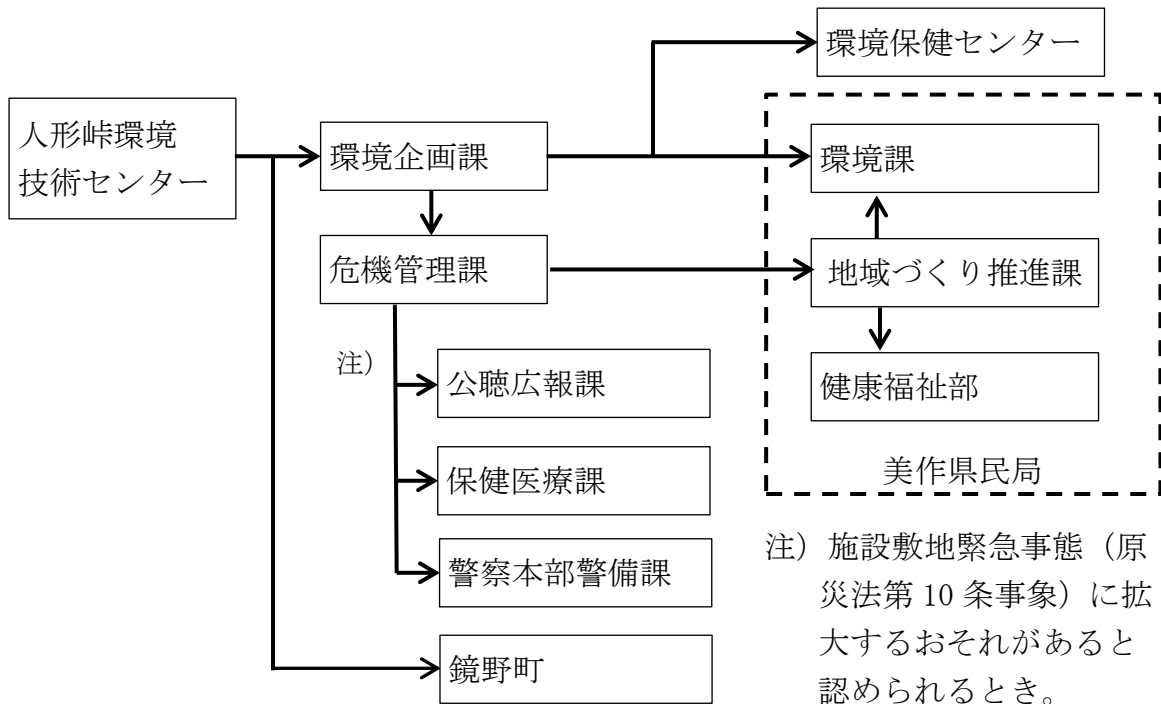 環境保健センター
人形峠環境
技術センター
環境企画課
環境課
危機管理課
地域づくり推進課
注）
公聴広報課
健康福祉部
保健医療課
美作県民局
警察本部警備課
鏡野町
注）施設敷地緊急事態（原
災法第 10 条事象）に拡
大するおそれがあると
認められるとき。